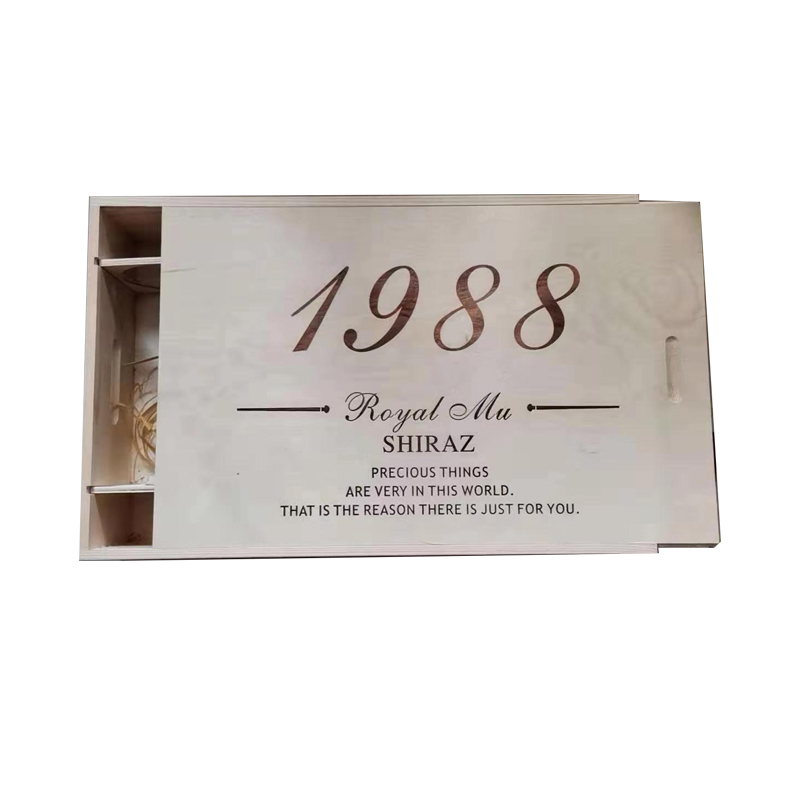 1988
Royal Mu
SHIRAZ
PRECIOUS THINGS
ARE VERY IN THIS WORLD.
THAT IS THE REASON THERE IS JUST FOR YOU.